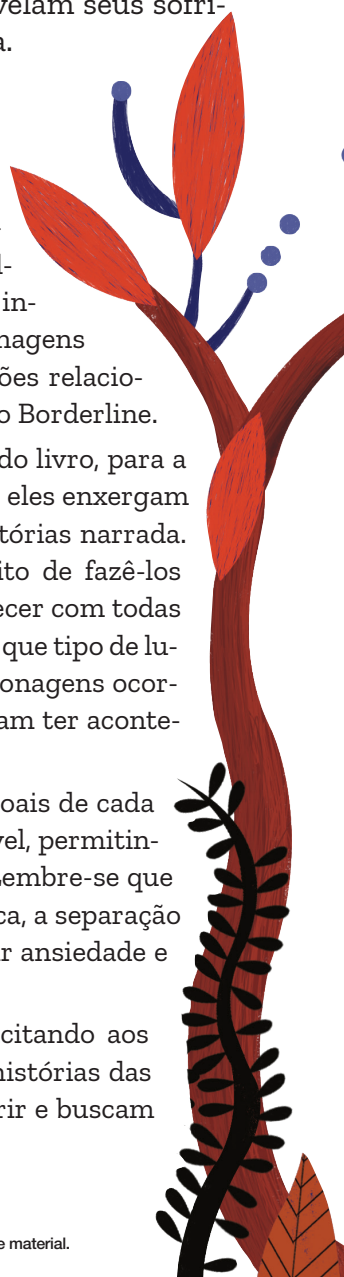 velam seus sofri-
a.
l-
in-
nagens
ões relacio-
o Borderline.
do livro, para a
eles enxergam
tórias narrada.
ito de fazê-los
ecer com todas
que tipo de lu-
onagens ocor-
am ter aconte-
oais de cada
vel, permitin-
Lembre-se que
ca, a separação
r ansiedade e
citando aos
histórias das
rir e buscam
e material.